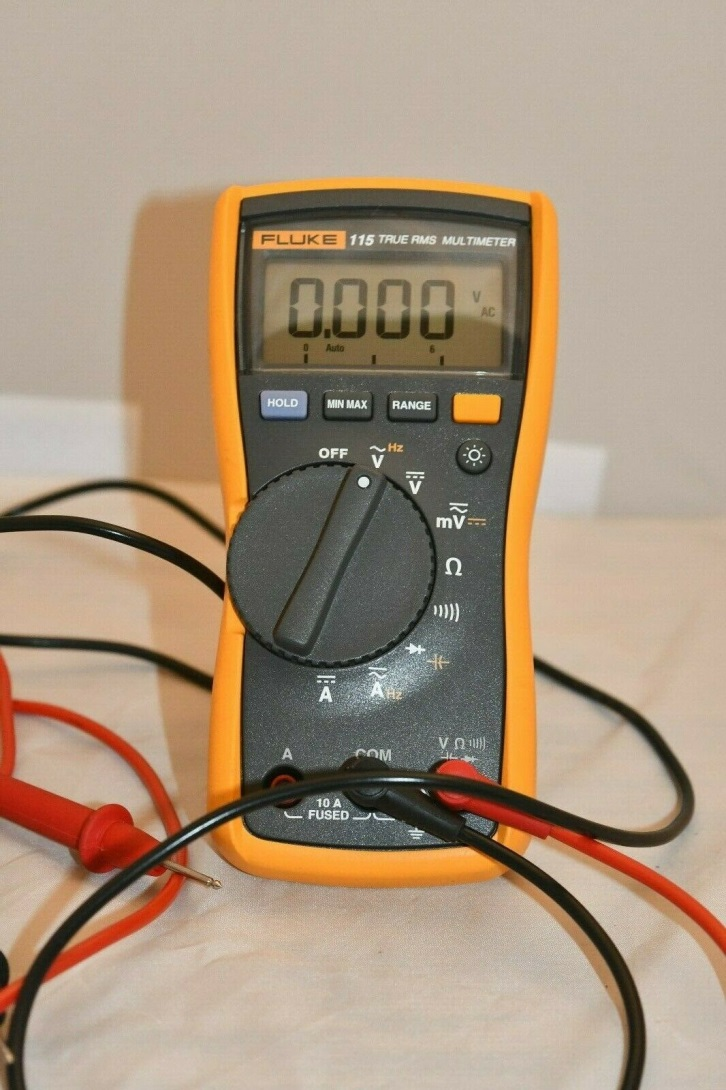 FLUKE 115 TRUE RMS MULTIMETER
0.000 V AC
0 Auto 6
HOLD MIN MAX RANGE
OFF V Hz
V
mV
Ω
A A Hz
A COM V Ω
10 A
FUSED